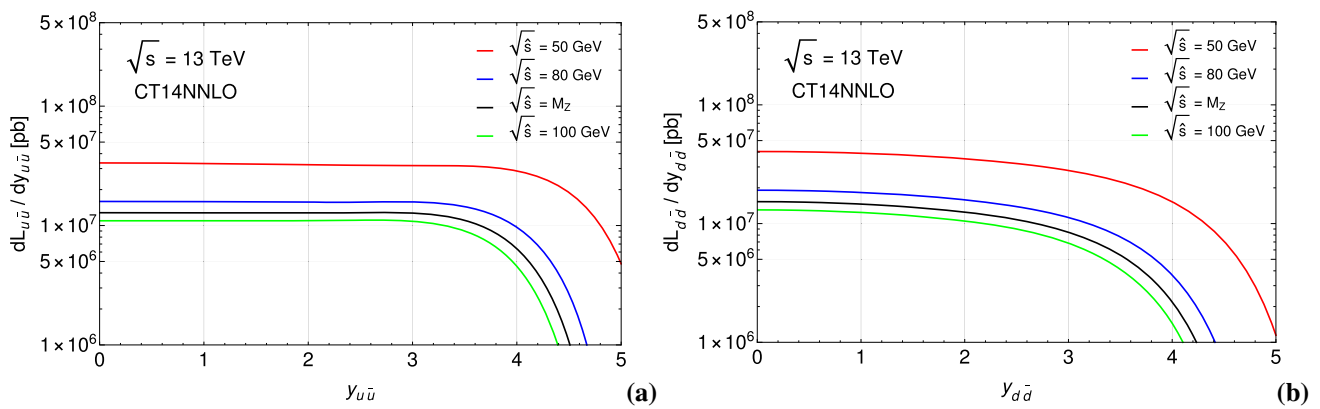 5 × 10⁸
1 × 10⁸
5 × 10⁷
1 × 10⁷
5 × 10⁶
1 × 10⁶
dL_{uū} / dy_{uū} [pb]
√s = 13 TeV
CT14NNLO
√ŝ = 50 GeV
√ŝ = 80 GeV
√ŝ = M_Z
√ŝ = 100 GeV
0 1 2 3 4 5
y_{uū}
(a)
5 × 10⁸
1 × 10⁸
5 × 10⁷
1 × 10⁷
5 × 10⁶
1 × 10⁶
dL_{dd̄} / dy_{dd̄} [pb]
√s = 13 TeV
CT14NNLO
√ŝ = 50 GeV
√ŝ = 80 GeV
√ŝ = M_Z
√ŝ = 100 GeV
0 1 2 3 4 5
y_{dd̄}
(b)